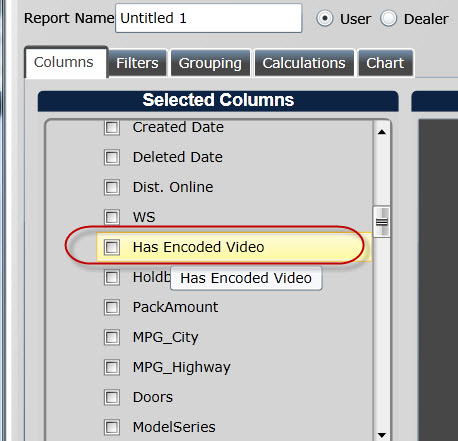 Report Name Untitled 1 User Dealer
Columns Filters Grouping Calculations Chart
Selected Columns
Created Date
Deleted Date
Dist. Online
WS
Has Encoded Video
Has Encoded Video
PackAmount
MPG_City
MPG_Highway
Doors
ModelSeries